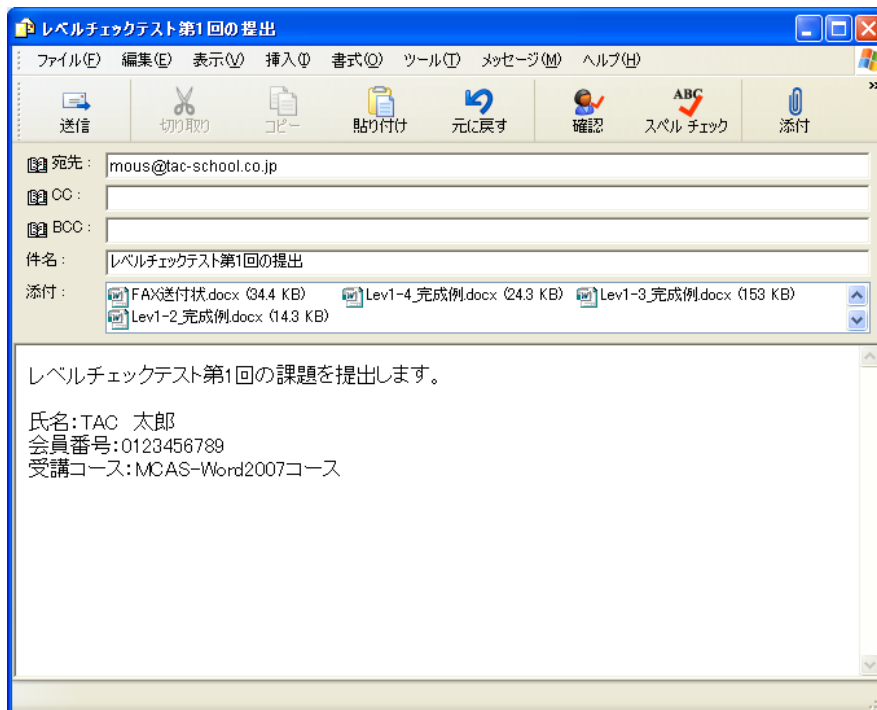 レベルチェックテスト第1回の提出
ファイル(F) 編集(E) 表示(V) 挿入(I) 書式(O) ツール(T) メッセージ(M) ヘルプ(H)
送信 切り取り コピー 貼り付け 元に戻す ABC 確認 スペル チェック 添付 »
宛先: mous@tac-school.co.jp
CC:
BCC:
件名: レベルチェックテスト第1回の提出
添付: FAX送付状.docx (34.4 KB) Lev1-4_完成例.docx (24.3 KB) Lev1-3_完成例.docx (153 KB)
Lev1-2_完成例.docx (14.3 KB)
レベルチェックテスト第1回の課題を提出します。
氏名:TAC 太郎
会員番号:0123456789
受講コース:MCAS-Word2007コース